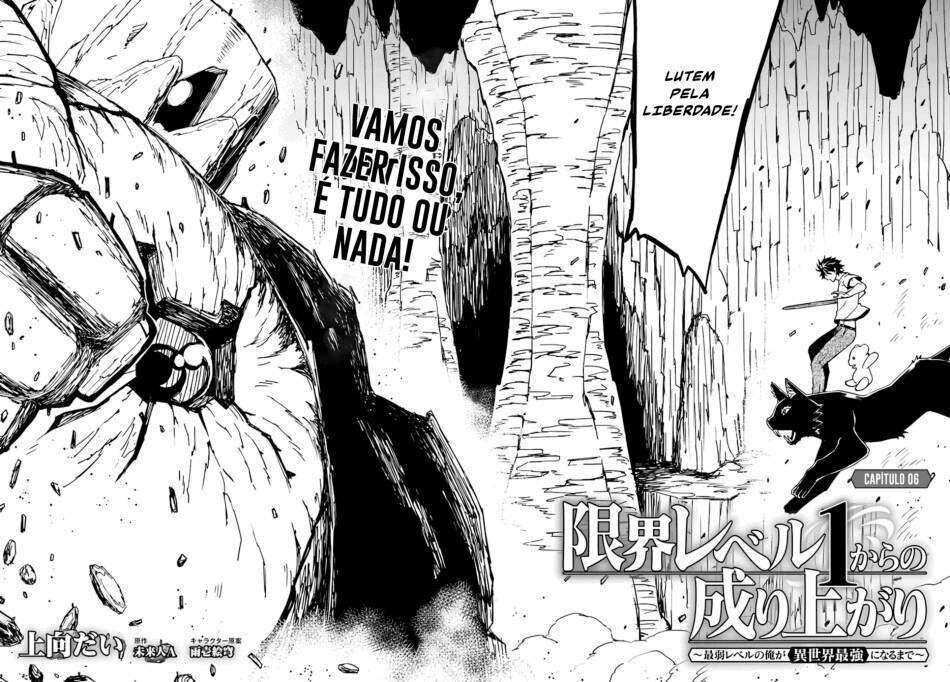 LUTEM
PELA
LIBERDADE!
VAMOS
FAZER ISSO,
É TUDO OU
NADA!
CAPÍTULO 06
限界レベル1からの
成り上がり
～最弱レベルの俺が異世界最強になるまで～
上向だい
原作
未来人A
キャラクター原案
雨壱絵穹